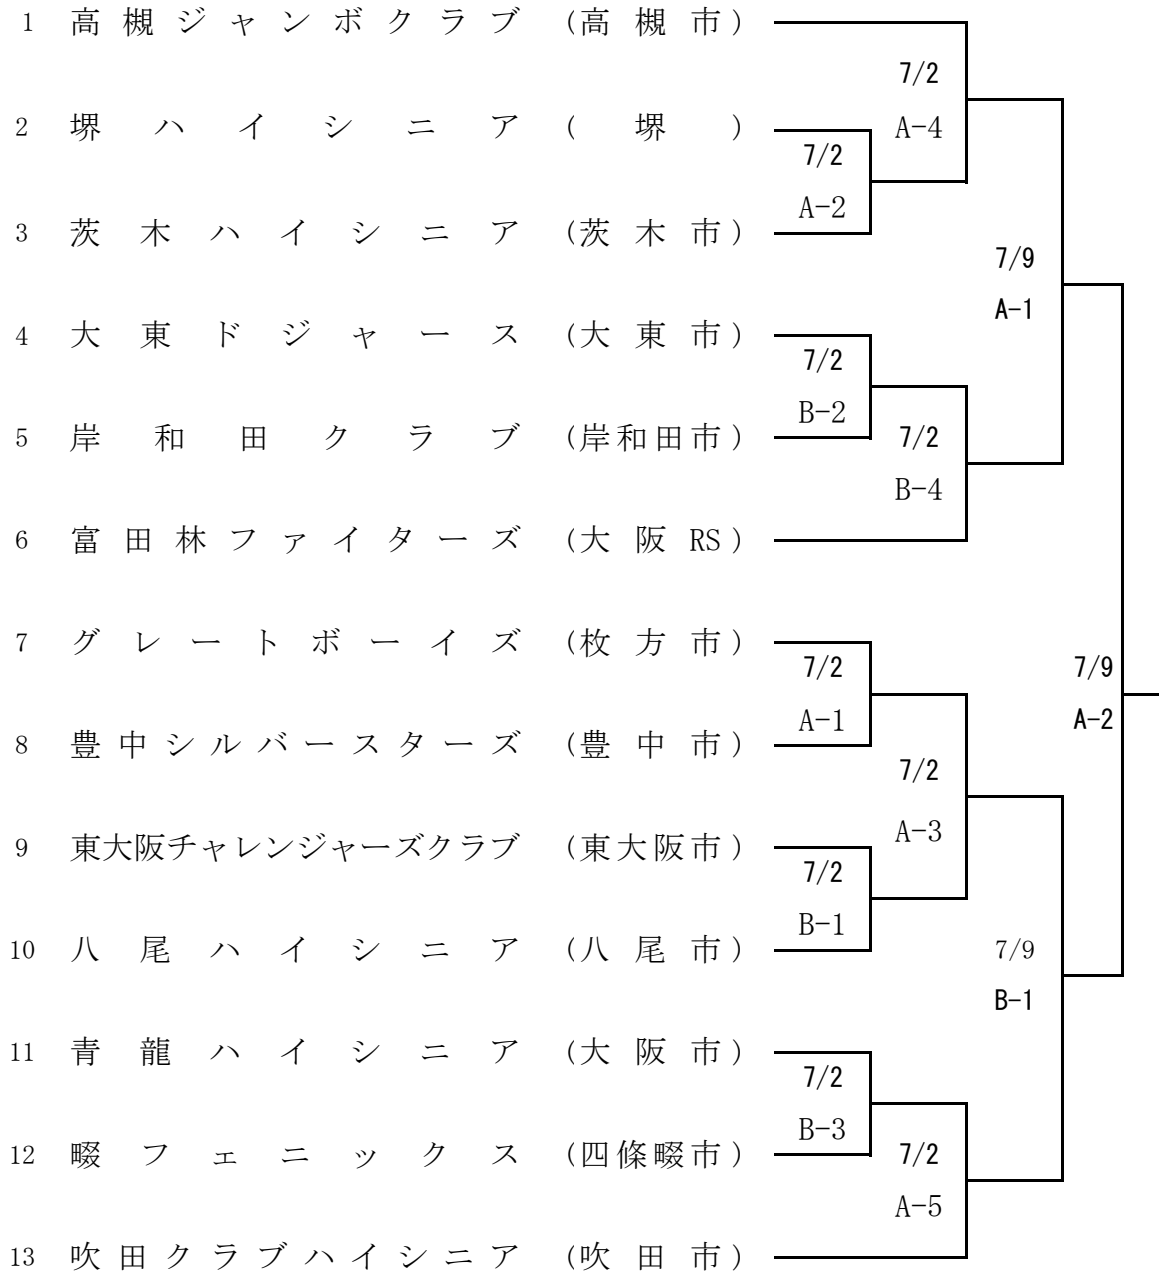 1 高槻ジャンボクラブ (高槻市)
7/2
2 堺ハイシニア (堺) A-4
7/2
A-2
3 茨木ハイシニア (茨木市)
7/9
A-1
4 大東ドジャース (大東市)
7/2
B-2
5 岸和田クラブ (岸和田市) 7/2
B-4
6 富田林ファイターズ (大阪RS)
7 グレートボーイズ (枚方市)
7/2 7/9
A-1 A-2
8 豊中シルバースターズ (豊中市)
7/2
A-3
9 東大阪チャレンジャーズクラブ (東大阪市)
7/2
B-1
10 八尾ハイシニア (八尾市) 7/9
B-1
11 青龍ハイシニア (大阪市)
7/2
B-3
12 畷フェニックス (四條畷市) 7/2
A-5
13 吹田クラブハイシニア (吹田市)